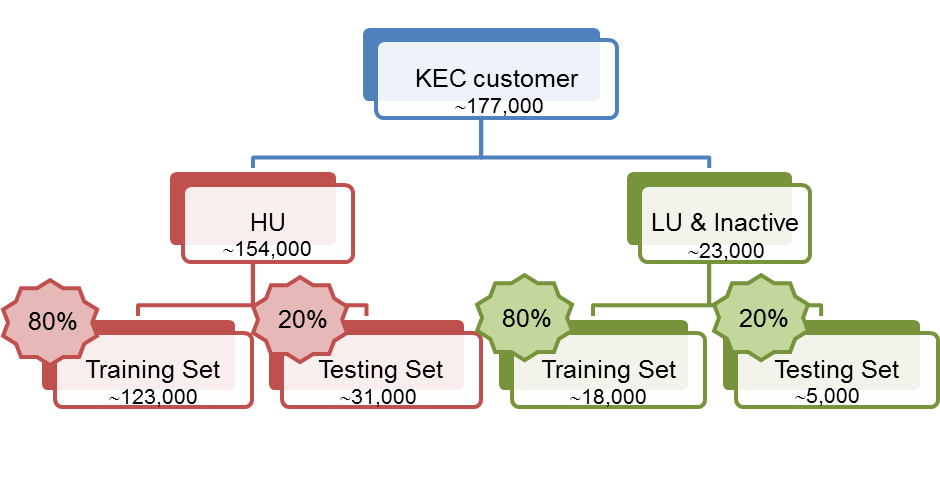 KEC customer
~177,000
HU
~154,000
LU & Inactive
~23,000
80%
Training Set
~123,000
20%
Testing Set
~31,000
80%
Training Set
~18,000
20%
Testing Set
~5,000